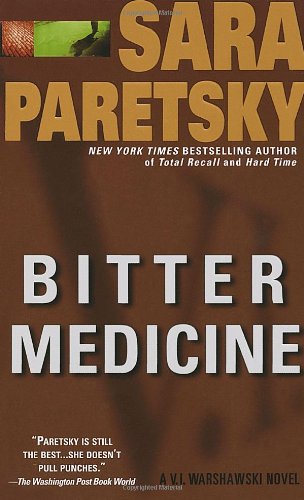 SARA
PARETSKY
NEW YORK TIMES BESTSELLING AUTHOR
of Total Recall and Hard Time
BITTER
MEDICINE
"PARETSKY IS STILL
THE BEST...SHE DOESN'T
PULL PUNCHES."
—The Washington Post Book World
A V.I. WARSHAWSKI NOVEL